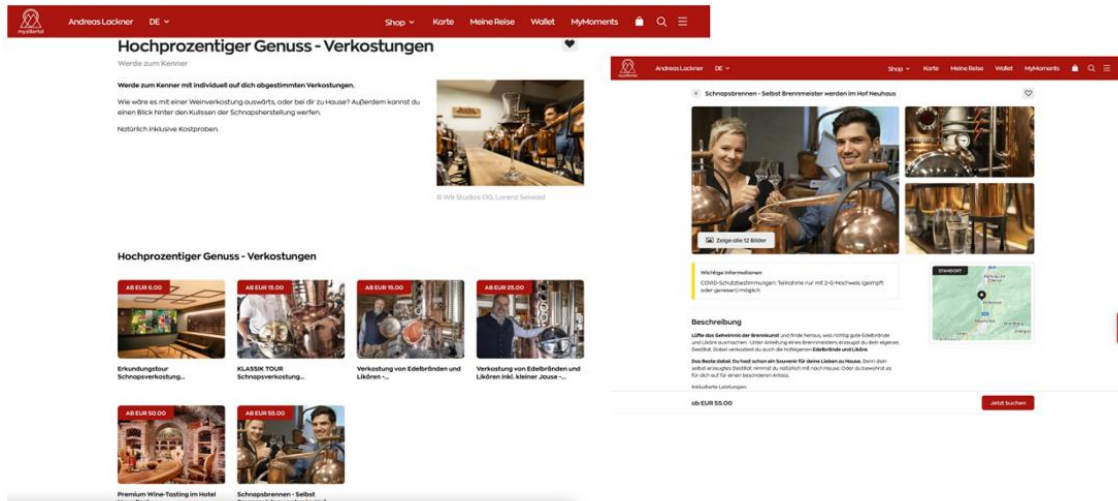 myzillertal
Andreas Lackner
DE
Shop
Karte
Meine Reise
Wallet
MyMoments
Hochprozentiger Genuss - Verkostungen
Werde zum Kenner
Werde zum Kenner mit individuell auf dich abgestimmten Verkostungen.
Wie wäre es mit einer Weinverkostung auswärts, oder bei dir zu Hause? Außerdem kannst du
einen Blick hinter den Kulissen der Schnapsherstellung werfen.
Natürlich inklusive Kostproben.
© W9 Studios OG, Lorenz Seiwald
Hochprozentiger Genuss - Verkostungen
AB EUR 6.00
AB EUR 15.00
AB EUR 15.00
AB EUR 25.00
Erkundungstour
Schnapsverkostung...
KLASSIK TOUR
Schnapsverkostung...
Verkostung von Edelbränden und
Likören -...
Verkostung von Edelbränden und
Likören inkl. kleiner Jause -...
AB EUR 50.00
AB EUR 55.00
Premium Wine-Tasting im Hotel
Schnapsbrennen - Selbst
Andreas Lackner
DE
Shop
Karte
Meine Reise
Wallet
MyMoments
Schnapsbrennen - Selbst Brennmeister werden im Hof Neuhaus
Zeige alle 12 Bilder
Wichtige Informationen
COVID-Schutzbestimmungen: Teilnahme nur mit 2-G-Nachweis (geimpft
oder genesen) möglich
STANDORT
Beschreibung
Lüfte das Geheimnis der Brennkunst und finde heraus, was richtig gute Edelbrände
und Liköre ausmachen. Unter Anleitung eines Brennmeisters erzeugst du dein eigenes
Destillat. Dabei verkostest du auch die hofeigenen Edelbrände und Liköre.
Das Beste dabei: Du hast schon ein Souvenir für deine Lieben zu Hause. Denn dein
selbst erzeugtes Destillat nimmst du natürlich mit nach Hause. Oder du bewahrst es
für dich auf für einen besonderen Anlass.
Inkludierte Leistungen:
ab EUR 55.00
Jetzt buchen